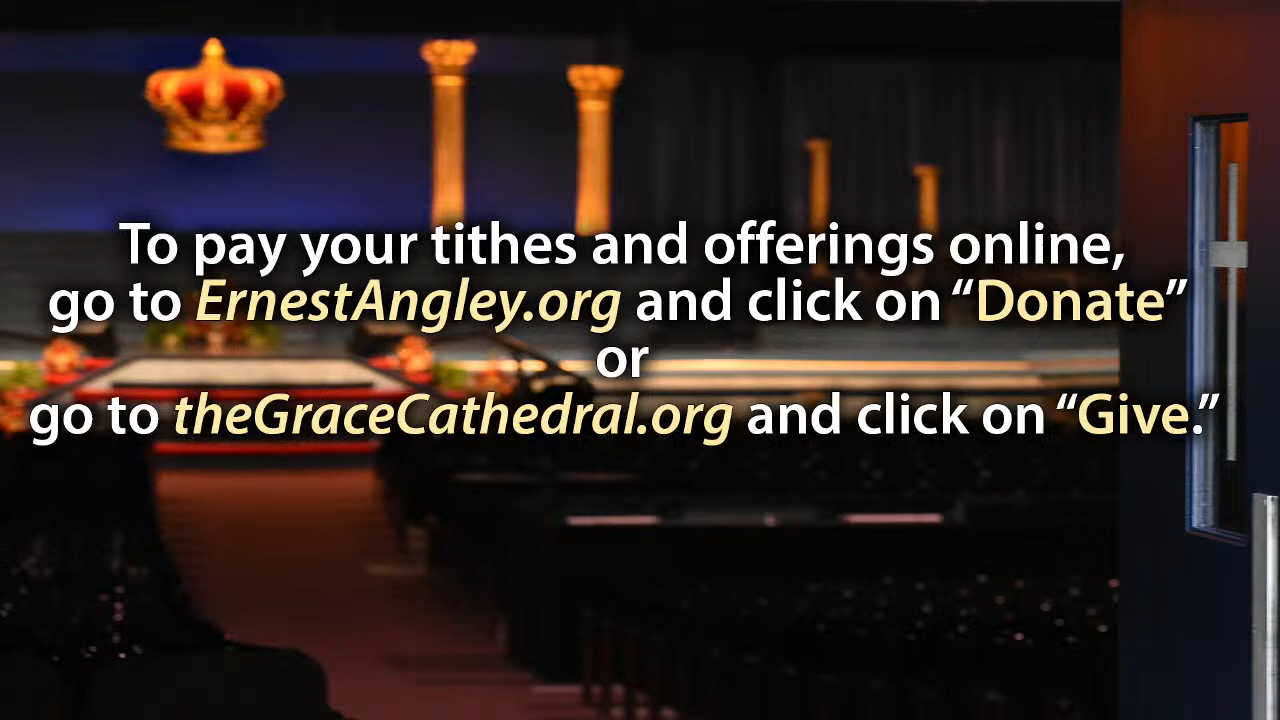 To pay your tithes and offerings online,
go to ErnestAngley.org and click on “Donate”
or
go to theGraceCathedral.org and click on “Give.”